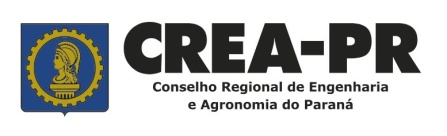 CREA-PR
Conselho Regional de Engenharia
e Agronomia do Paraná